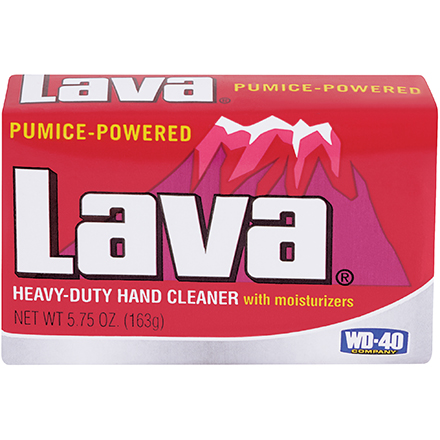 Lava® PUMICE-POWERED
PUMICE-POWERED
Lava®
HEAVY-DUTY HAND CLEANER with moisturizers
NET WT 5.75 OZ. (163g)
WD-40
COMPANY